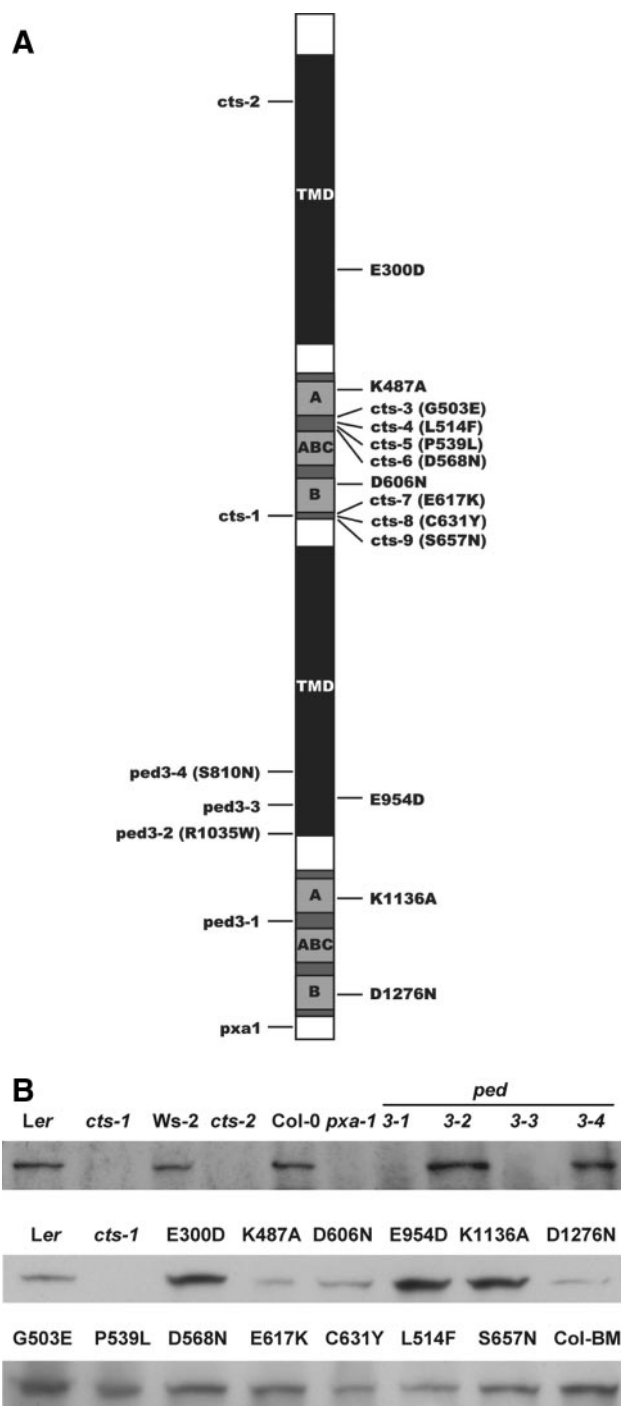 A
cts-2
TMD
E300D
A
K487A
cts-3 (G503E)
cts-4 (L514F)
ABC
cts-5 (P539L)
cts-6 (D568N)
D606N
B
cts-7 (E617K)
cts-1
cts-8 (C631Y)
cts-9 (S657N)
TMD
ped3-4 (S810N)
E954D
ped3-3
ped3-2 (R1035W)
A
K1136A
ped3-1
ABC
B
D1276N
pxa1
B
ped
Ler cts-1 Ws-2 cts-2 Col-0 pxa-1 3-1 3-2 3-3 3-4
Ler cts-1 E300D K487A D606N E954D K1136A D1276N
G503E P539L D568N E617K C631Y L514F S657N Col-BM